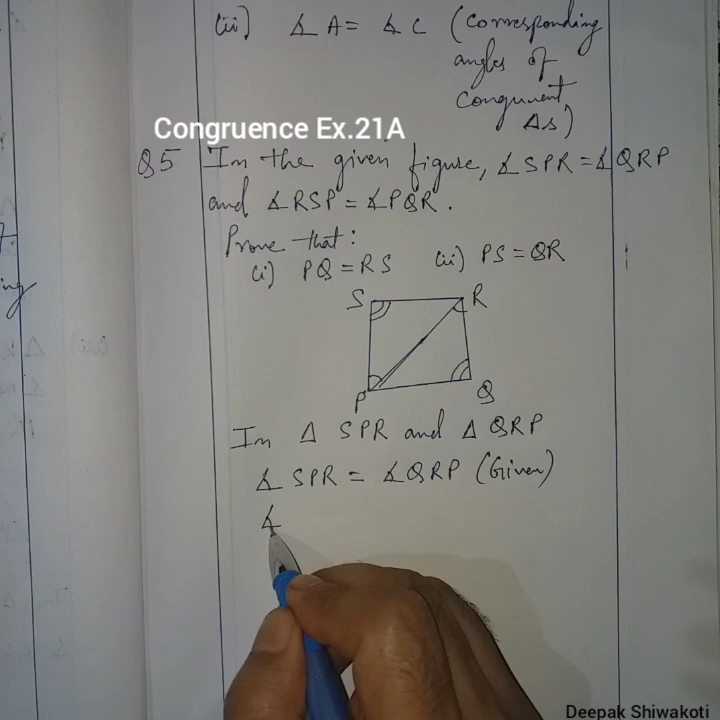 (ii) ∡ A = ∡ C (Corresponding
angles of
Congruent
Δs)
Congruence Ex.21A
Q5 In the given figure, ∡ SPR = ∡ QRP
and ∡ RSP = ∡ PQR.
Prove that:
(i) PQ = RS (ii) PS = QR
S R
P Q
In Δ SPR and Δ QRP
∡ SPR = ∡ QRP (Given)
∡
Deepak Shiwakoti